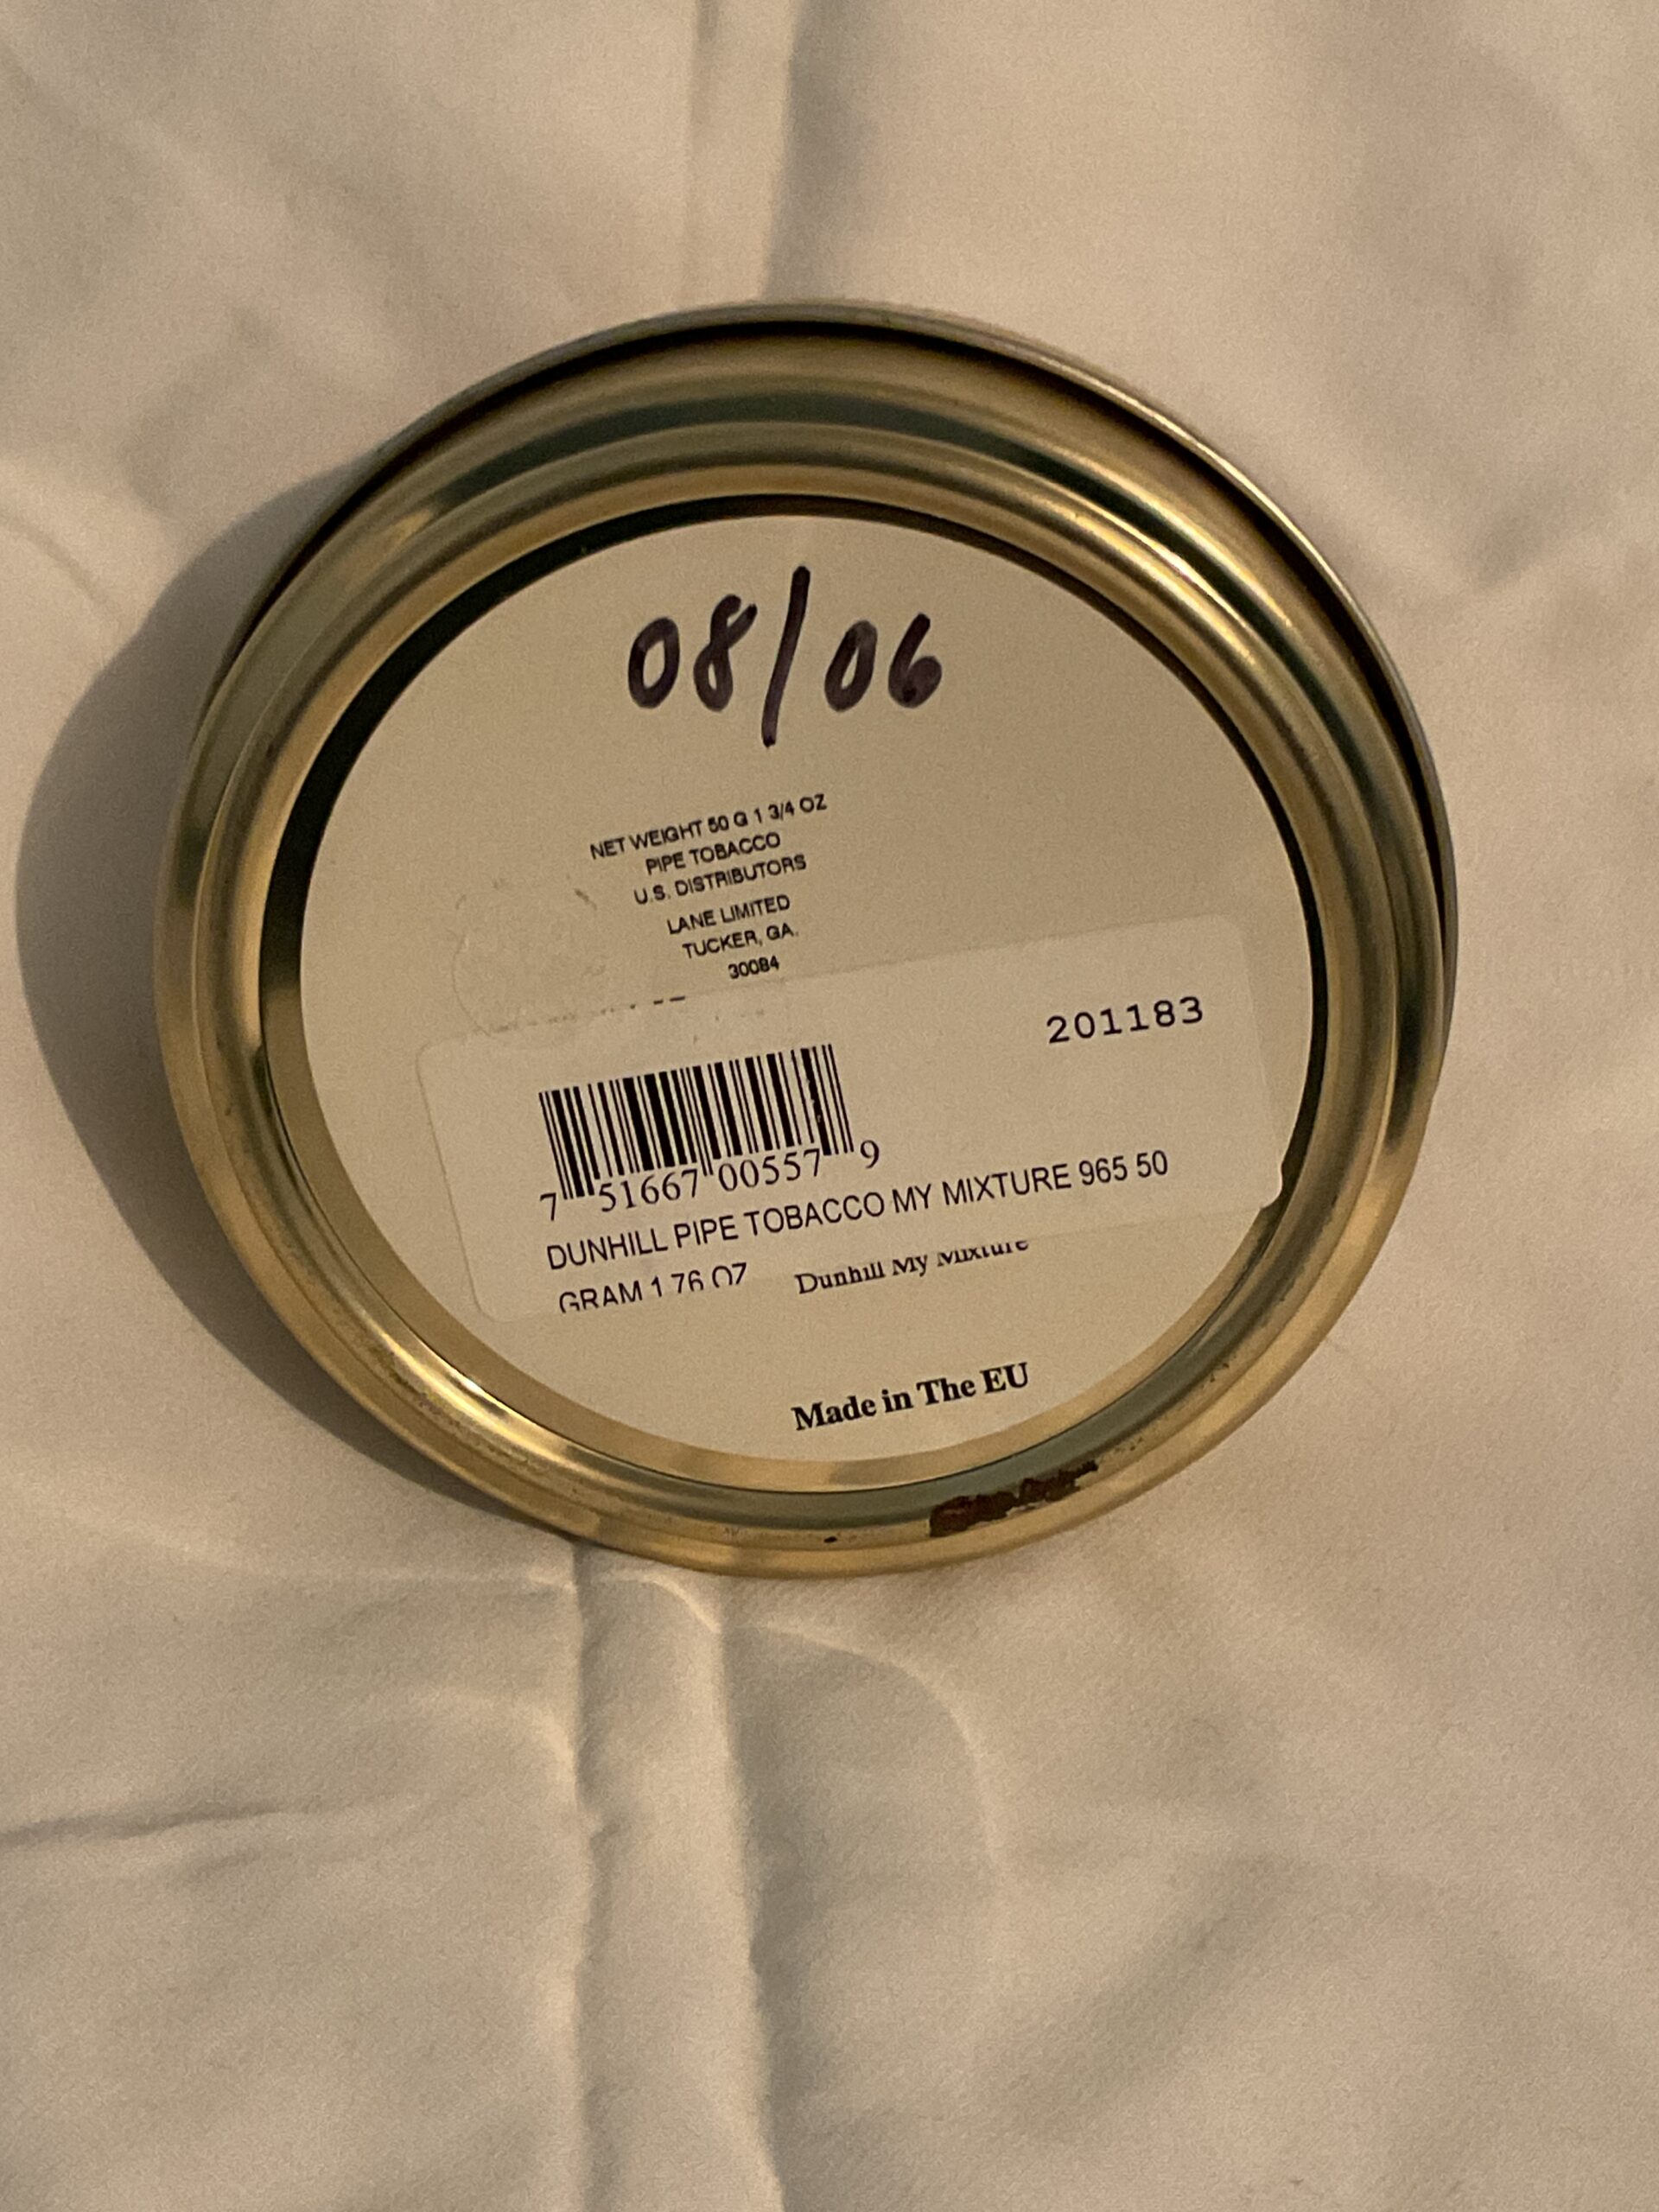 08/06
NET WEIGHT 50 G 1 3/4 OZ
PIPE TOBACCO
U.S. DISTRIBUTORS
LANE LIMITED
TUCKER, GA.
30084
201183
7 51667 00557 9
DUNHILL PIPE TOBACCO MY MIXTURE 965 50
GRAM 1.76 OZ
Dunhill My Mixture
Made in The EU